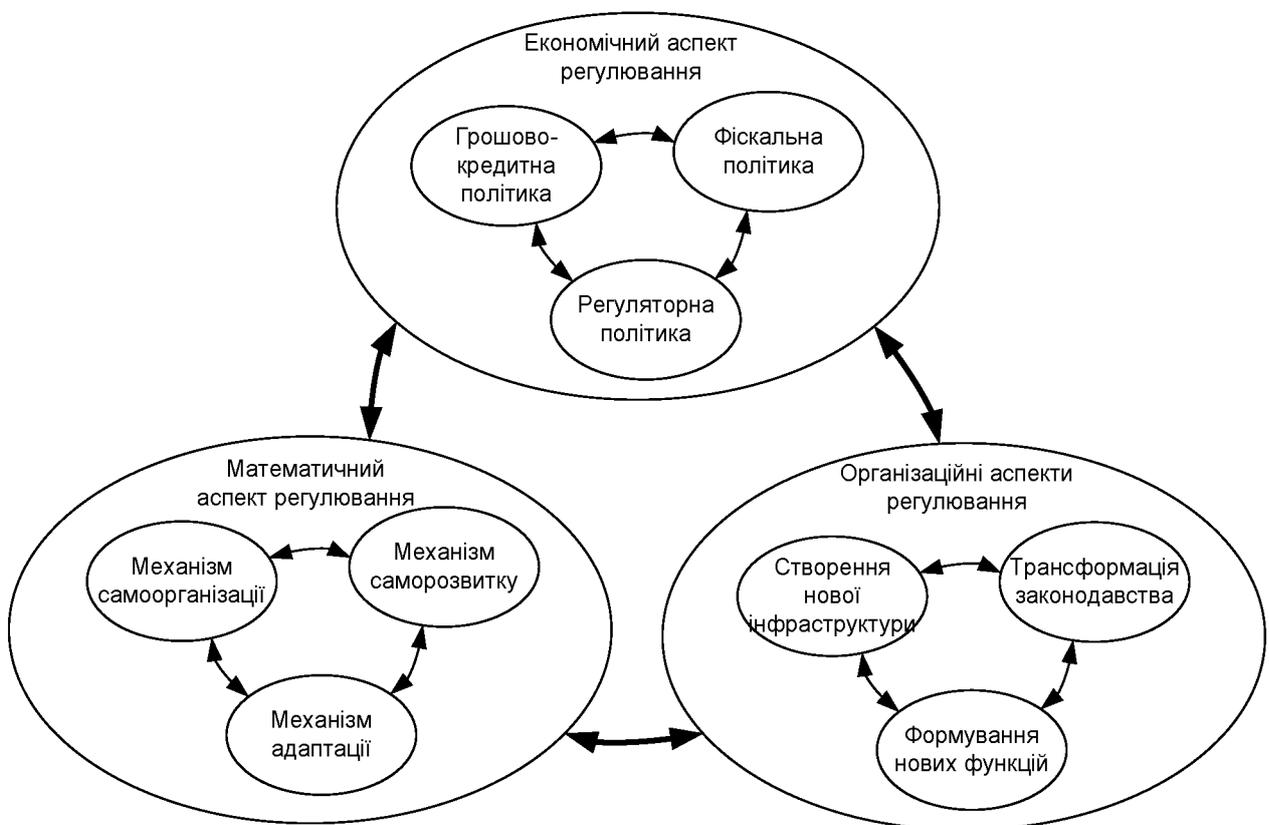 Економічний аспект
регулювання
Грошово-
кредитна
політика
Фіскальна
політика
Регуляторна
політика
Математичний
аспект регулювання
Механізм
самоорганізації
Механізм
саморозвитку
Механізм
адаптації
Організаційні аспекти
регулювання
Створення
нової
інфраструктури
Трансформація
законодавства
Формування
нових функцій